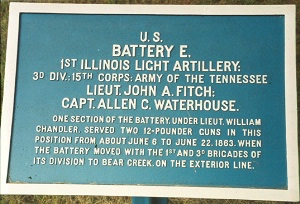 U.S.
BATTERY E.
1ST ILLINOIS LIGHT ARTILLERY;
3D DIV.: 15TH CORPS: ARMY OF THE TENNESSEE
LIEUT. JOHN A. FITCH;
CAPT. ALLEN C. WATERHOUSE.
ONE SECTION OF THE BATTERY, UNDER LIEUT. WILLIAM
CHANDLER, SERVED TWO 12-POUNDER GUNS IN THIS
POSITION FROM ABOUT JUNE 6 TO JUNE 22, 1863, WHEN
THE BATTERY MOVED WITH THE 1ST AND 3D BRIGADES OF
ITS DIVISION TO BEAR CREEK, ON THE EXTERIOR LINE.